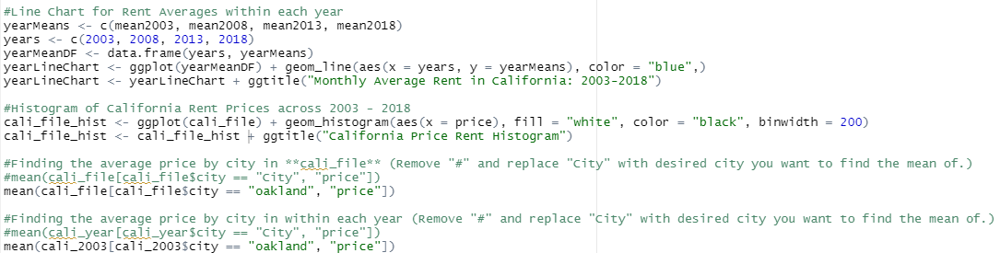 #Line Chart for Rent Averages within each year
yearMeans <- c(mean2003, mean2008, mean2013, mean2018)
years <- c(2003, 2008, 2013, 2018)
yearMeanDF <- data.frame(years, yearMeans)
yearLineChart <- ggplot(yearMeanDF) + geom_line(aes(x = years, y = yearMeans), color = "blue",)
yearLineChart <- yearLineChart + ggtitle("Monthly Average Rent in California: 2003-2018")
#Histogram of California Rent Prices across 2003 - 2018
cali_file_hist <- ggplot(cali_file) + geom_histogram(aes(x = price), fill = "white", color = "black", binwidth = 200)
cali_file_hist <- cali_file_hist + ggtitle("California Price Rent Histogram")
#Finding the average price by city in **cali_file** (Remove "#" and replace "City" with desired city you want to find the mean of.)
#mean(cali_file[cali_file$city == "City", "price"])
mean(cali_file[cali_file$city == "oakland", "price"])
#Finding the average price by city in within each year (Remove "#" and replace "City" with desired city you want to find the mean of.)
#mean(cali_year[cali_year$city == "City", "price"])
mean(cali_2003[cali_2003$city == "oakland", "price"])